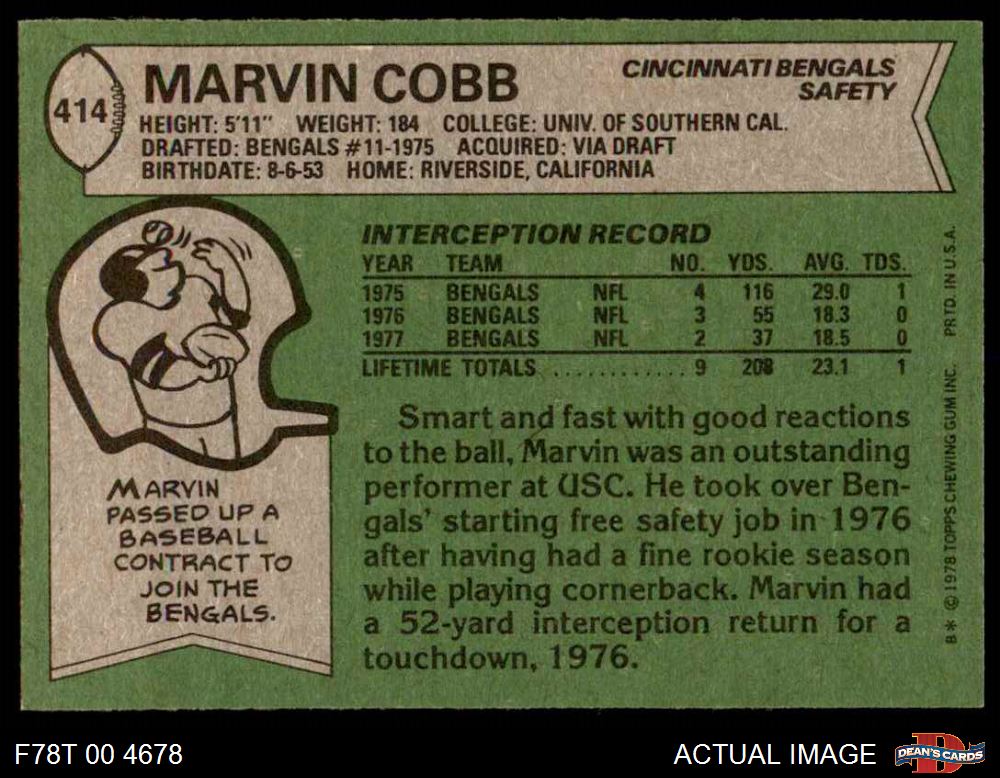 414
MARVIN COBB
CINCINNATI BENGALS
SAFETY
HEIGHT: 5'11" WEIGHT: 184 COLLEGE: UNIV. OF SOUTHERN CAL.
DRAFTED: BENGALS #11-1975 ACQUIRED: VIA DRAFT
BIRTHDATE: 8-6-53 HOME: RIVERSIDE, CALIFORNIA
INTERCEPTION RECORD
YEAR TEAM NO. YDS. AVG. TDS.
1975 BENGALS NFL 4 116 29.0 1
1976 BENGALS NFL 3 55 18.3 0
1977 BENGALS NFL 2 37 18.5 0
LIFETIME TOTALS ............ 9 208 23.1 1
Smart and fast with good reactions
to the ball, Marvin was an outstanding
performer at USC. He took over Ben-
gals' starting free safety job in 1976
after having had a fine rookie season
while playing cornerback. Marvin had
a 52-yard interception return for a
touchdown, 1976.
MARVIN
PASSED UP A
BASEBALL
CONTRACT TO
JOIN THE
BENGALS.
B* © 1978 TOPPS CHEWING GUM INC. PRTD. IN U.S.A.
F78T 00 4678
ACTUAL IMAGE
D
DEAN'S CARDS